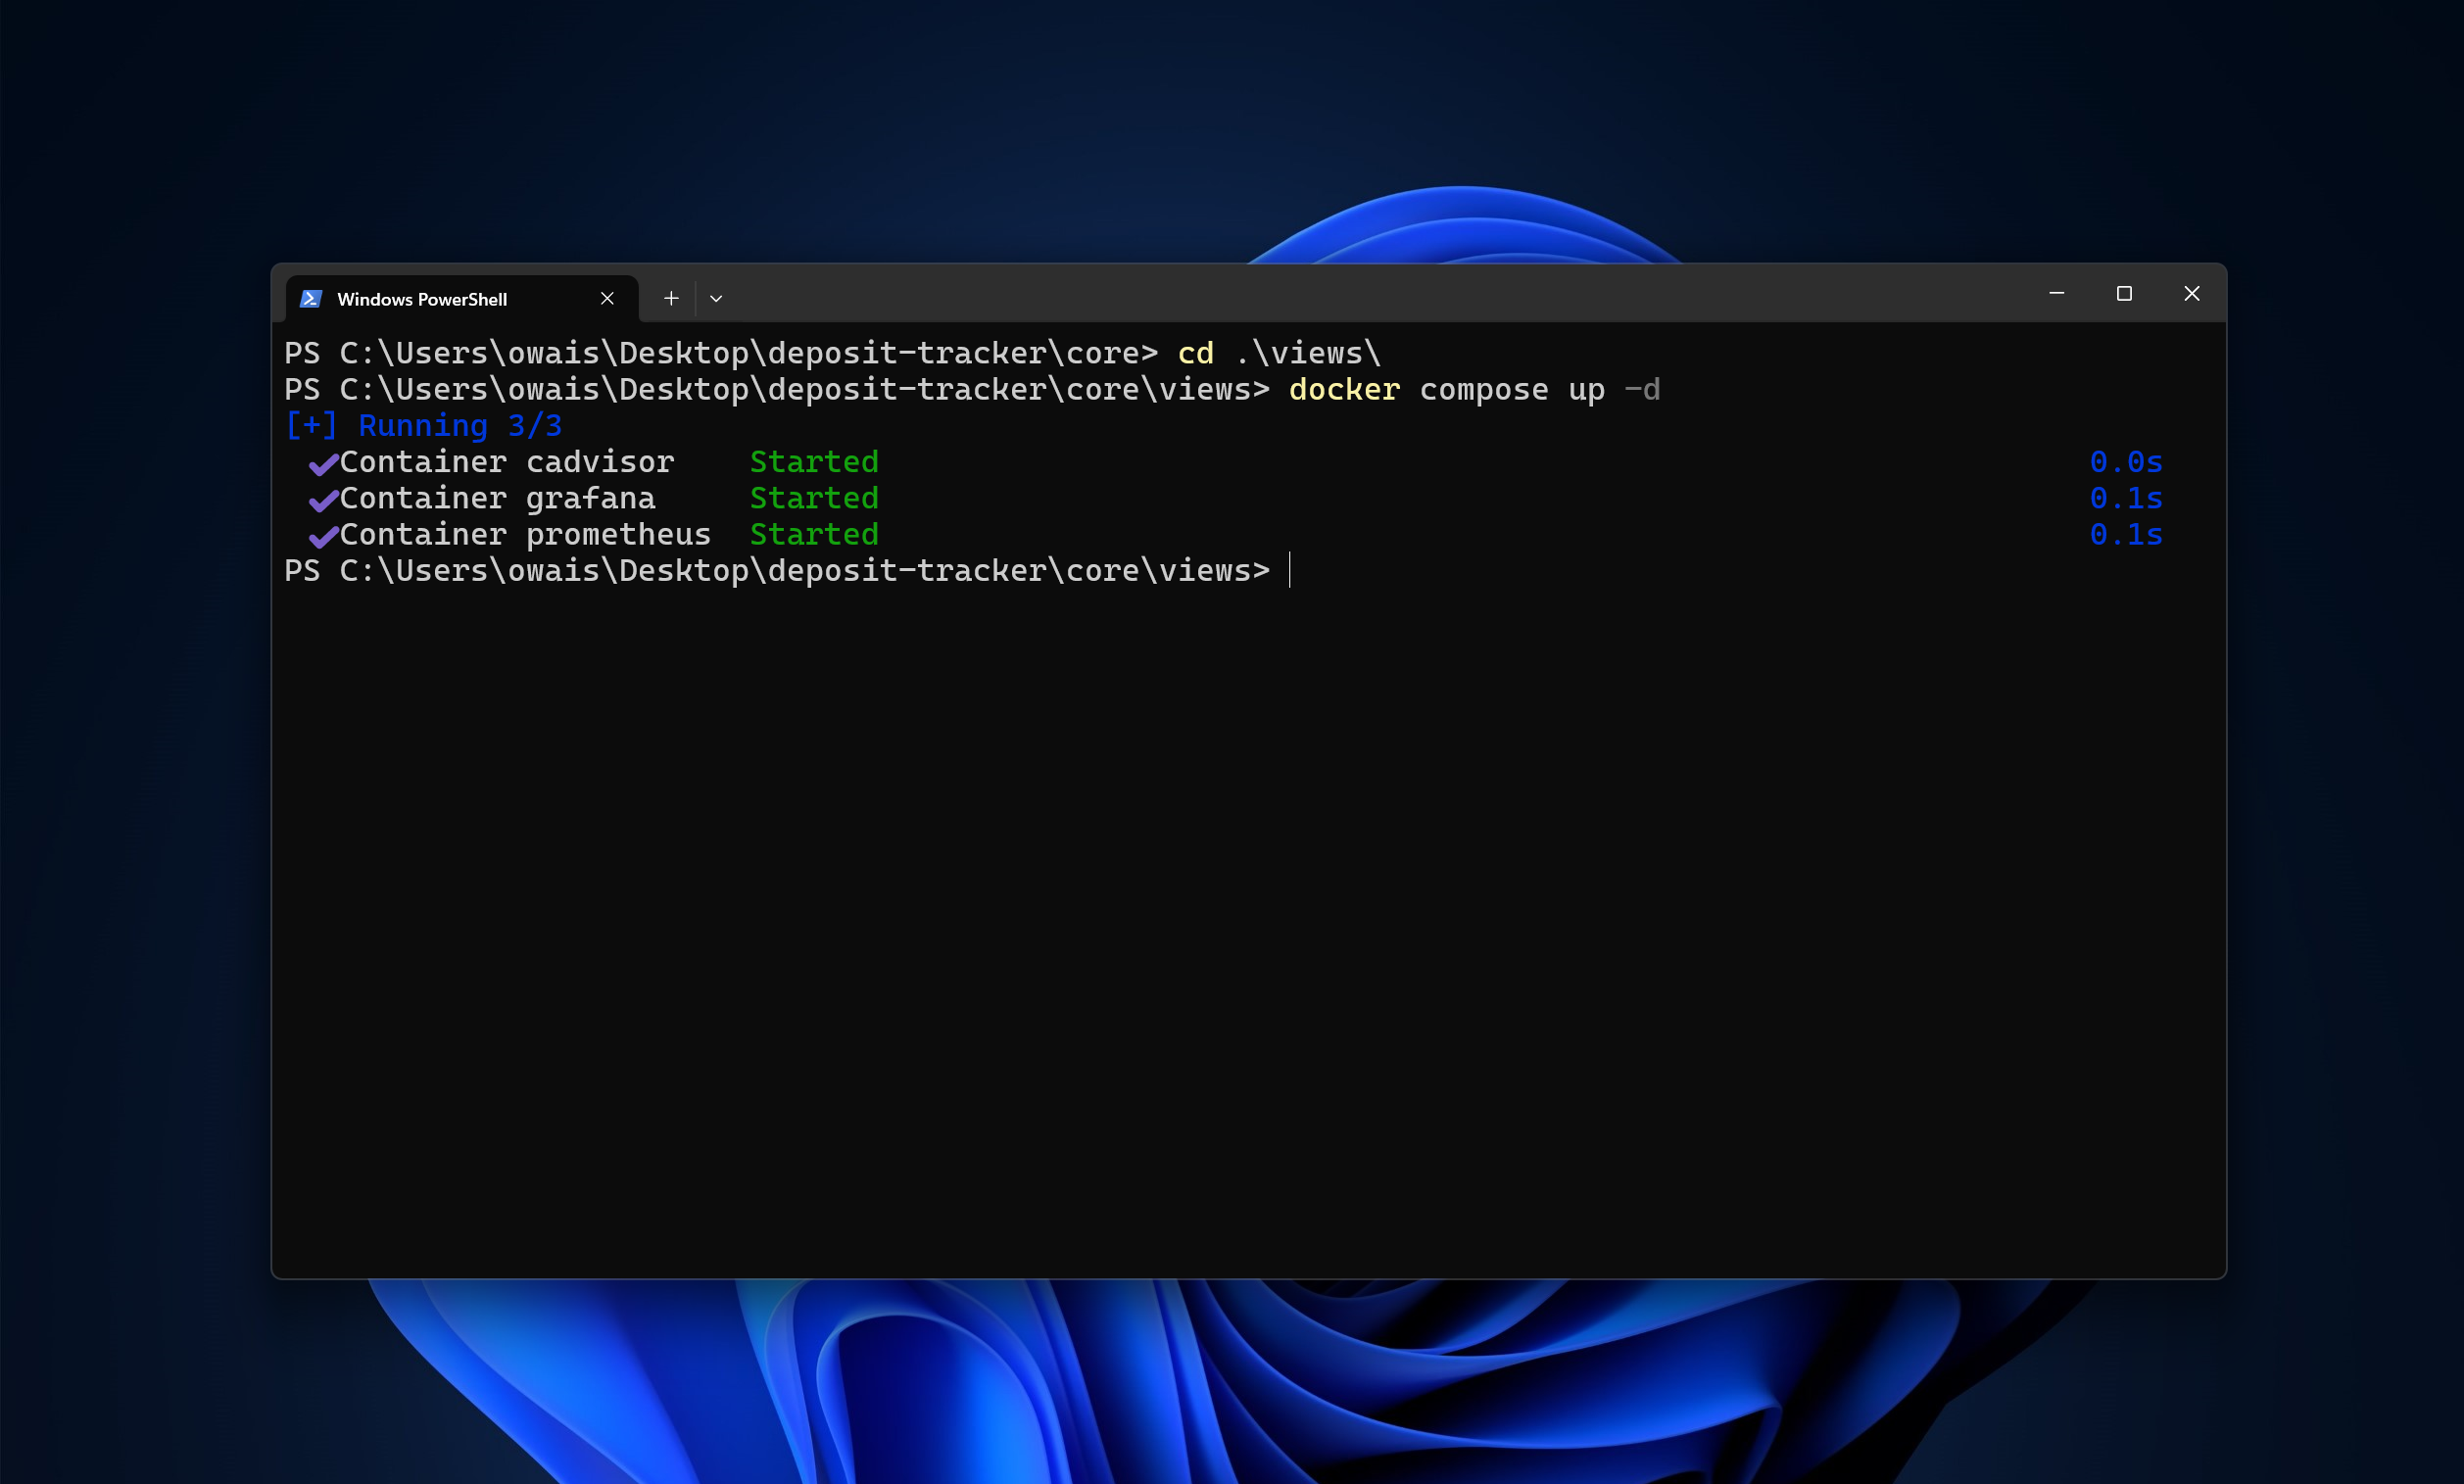 Windows PowerShell
PS C:\Users\owais\Desktop\deposit-tracker\core> cd .\views\
PS C:\Users\owais\Desktop\deposit-tracker\core\views> docker compose up -d
[+] Running 3/3
✔Container cadvisor Started 0.0s
✔Container grafana Started 0.1s
✔Container prometheus Started 0.1s
PS C:\Users\owais\Desktop\deposit-tracker\core\views>